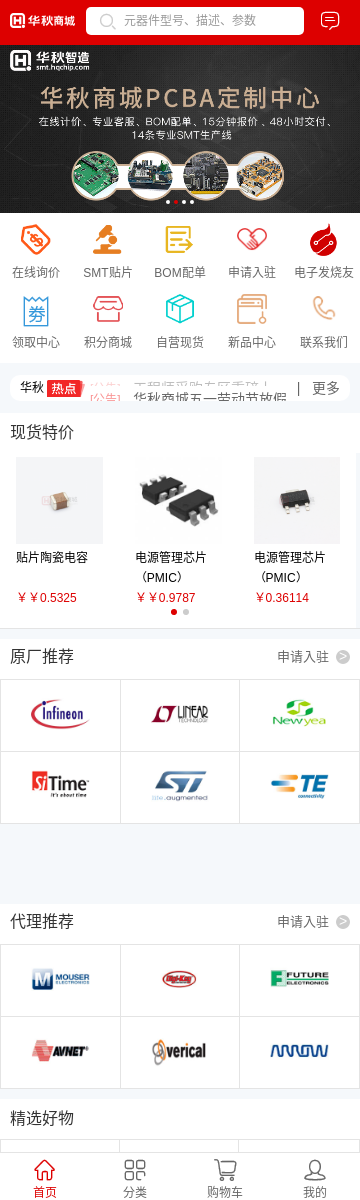 华秋商城
元器件型号、描述、参数
华秋智造
smt.hqchip.com
华秋商城PCBA定制中心
在线计价、专业客服、BOM配单、15分钟报价、48小时交付、
14条专业SMT生产线
在线询价
SMT贴片
BOM配单
申请入驻
电子发烧友
券
领取中心
积分商城
自营现货
新品中心
联系我们
华秋 热点
[公告] 华秋商城五一劳动节放假
| 更多
现货特价
贴片陶瓷电容
电源管理芯片
（PMIC）
电源管理芯片
（PMIC）
￥￥0.5325
￥￥0.9787
￥0.36114
原厂推荐
申请入驻 >
Infineon
LINEAR
TECHNOLOGY
Newyea
SiTime
It's about time
ST
life.augmented
TE
connectivity
代理推荐
申请入驻 >
M MOUSER
ELECTRONICS
Digi-Key
F FUTURE
ELECTRONICS
AVNET
verical
ARROW
精选好物
首页
分类
购物车
我的